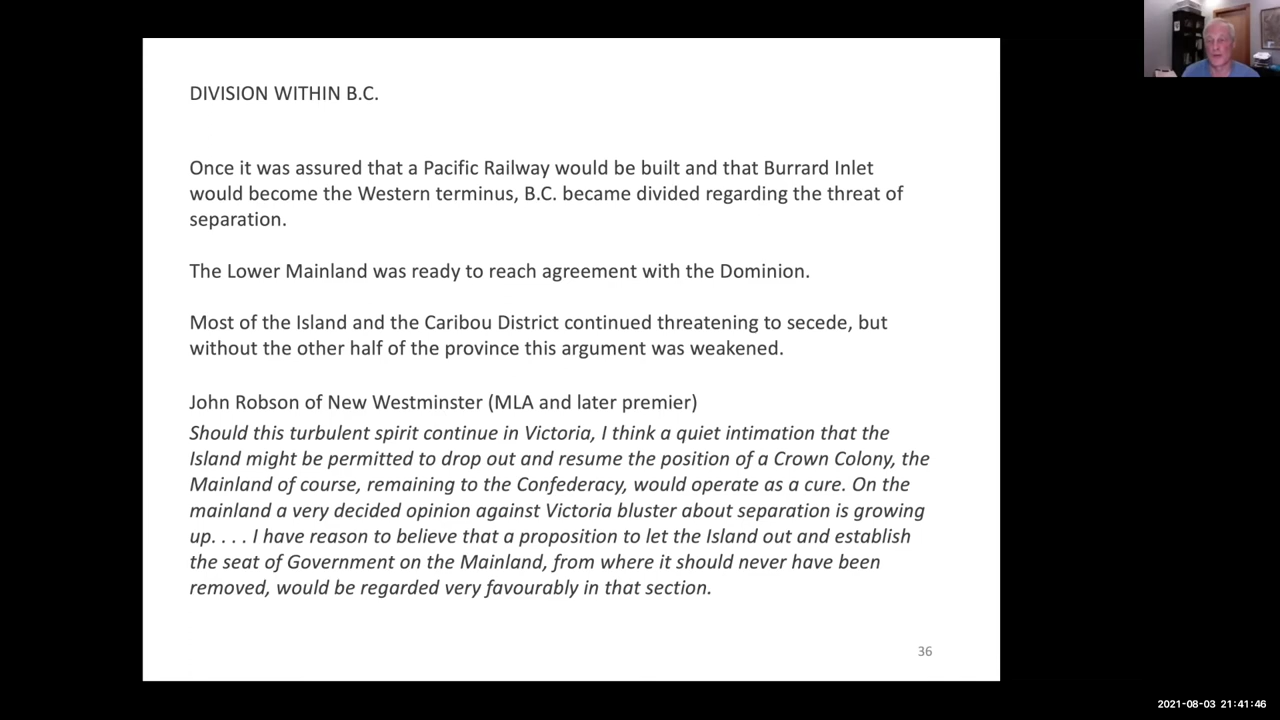 DIVISION WITHIN B.C.
Once it was assured that a Pacific Railway would be built and that Burrard Inlet
would become the Western terminus, B.C. became divided regarding the threat of
separation.
The Lower Mainland was ready to reach agreement with the Dominion.
Most of the Island and the Caribou District continued threatening to secede, but
without the other half of the province this argument was weakened.
John Robson of New Westminster (MLA and later premier)
Should this turbulent spirit continue in Victoria, I think a quiet intimation that the
Island might be permitted to drop out and resume the position of a Crown Colony, the
Mainland of course, remaining to the Confederacy, would operate as a cure. On the
mainland a very decided opinion against Victoria bluster about separation is growing
up. . . . I have reason to believe that a proposition to let the Island out and establish
the seat of Government on the Mainland, from where it should never have been
removed, would be regarded very favourably in that section.
36
2021-08-03 21:41:46